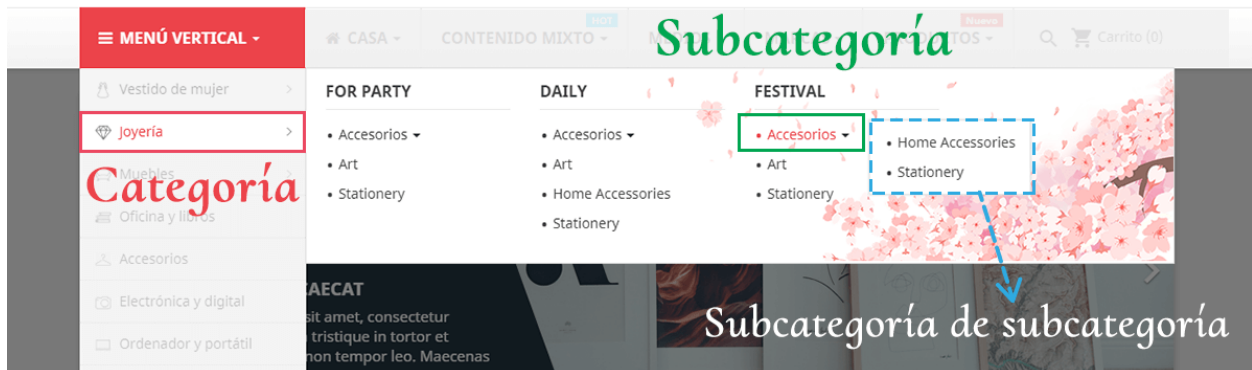 MENÚ VERTICAL
CASA
CONTENIDO MIXTO
HOT
Subcategoría
Nuevo
Carrito (0)
Vestido de mujer
Joyería
Categoría
Muebles
Oficina y libros
Accesorios
Electrónica y digital
Ordenador y portátil
FOR PARTY
• Accesorios
• Art
• Stationery
DAILY
• Accesorios
• Art
• Home Accessories
• Stationery
FESTIVAL
• Accesorios
• Art
• Stationery
• Home Accessories
• Stationery
Subcategoría de subcategoría
sit amet, consectetur
tristique in tortor et
non tempor leo. Maecenas